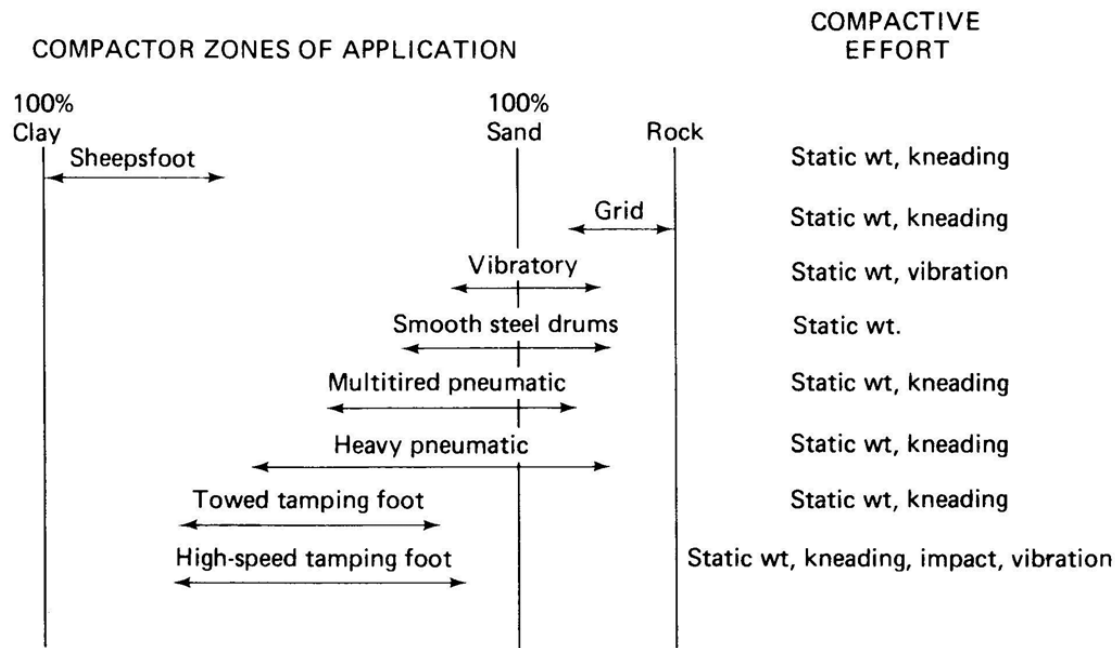 COMPACTOR ZONES OF APPLICATION
COMPACTIVE
EFFORT
100%
Clay
100%
Sand
Rock
Sheepsfoot
Static wt, kneading
Grid
Static wt, kneading
Vibratory
Static wt, vibration
Smooth steel drums
Static wt.
Multitired pneumatic
Static wt, kneading
Heavy pneumatic
Static wt, kneading
Towed tamping foot
Static wt, kneading
High-speed tamping foot
Static wt, kneading, impact, vibration